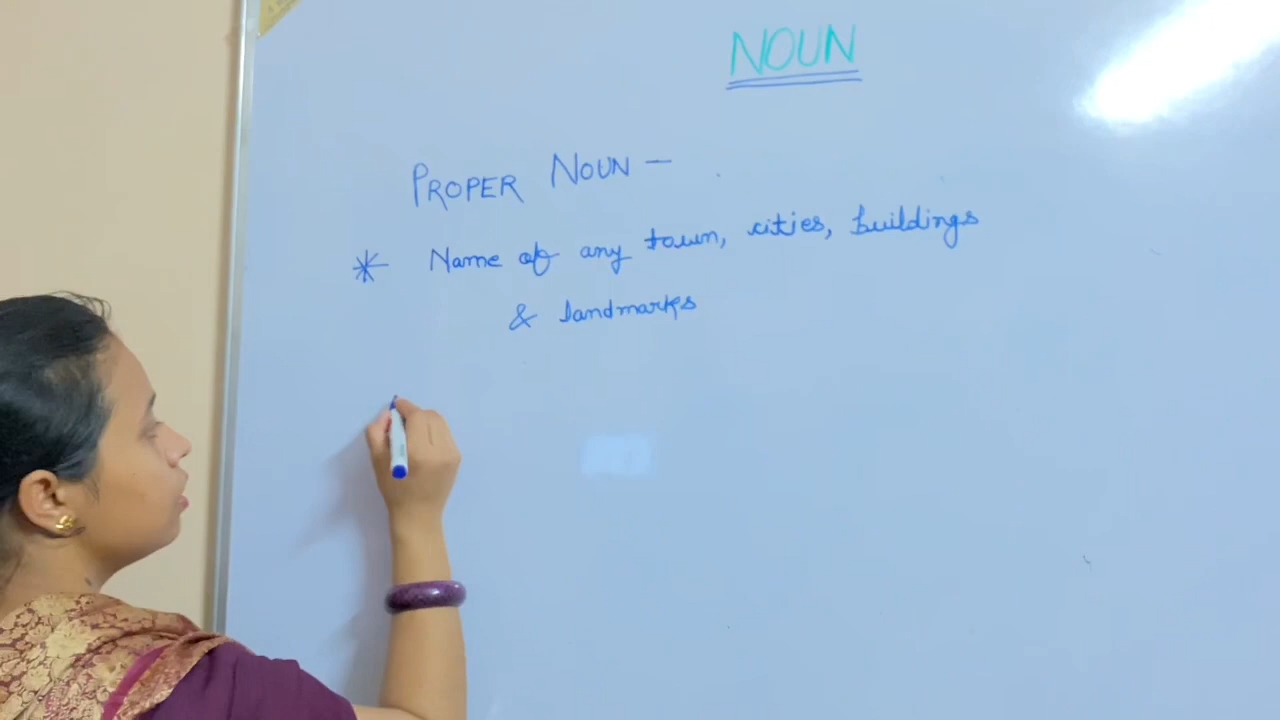 NOUN
PROPER NOUN —
* Name of any town, cities, buildings
& landmarks